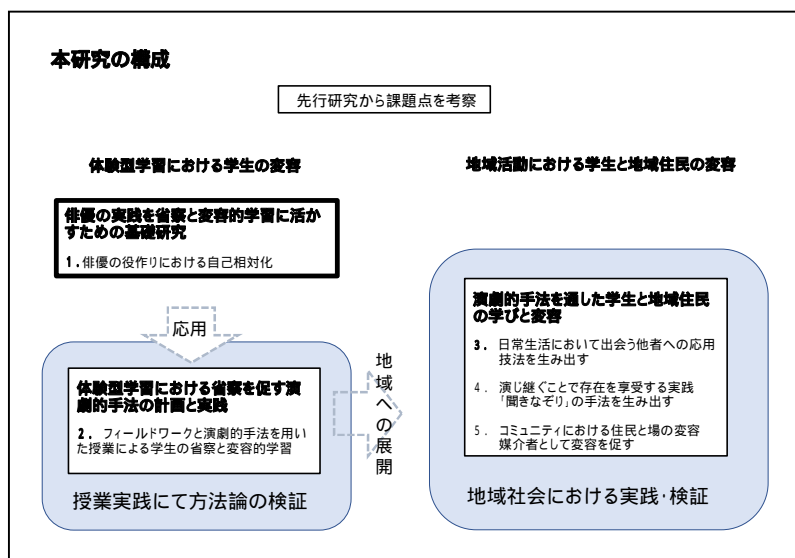 本研究の構成
先行研究から課題点を考察
体験型学習における学生の変容
俳優の実践を省察と変容的学習に活か
すための基礎研究
1.俳優の役作りにおける自己相対化
応用
体験型学習における省察を促す演
劇的手法の計画と実践
2. フィールドワークと演劇的手法を用い
た授業による学生の省察と変容的学習
授業実践にて方法論の検証
地域への展開
地域活動における学生と地域住民の変容
演劇的手法を通した学生と地域住民
の学びと変容
3. 日常生活において出会う他者への応用
技法を生み出す
4. 演じ継ぐことで存在を享受する実践
「聞きなぞり」の手法を生み出す
5. コミュニティにおける住民と場の変容
媒介者として変容を促す
地域社会における実践・検証